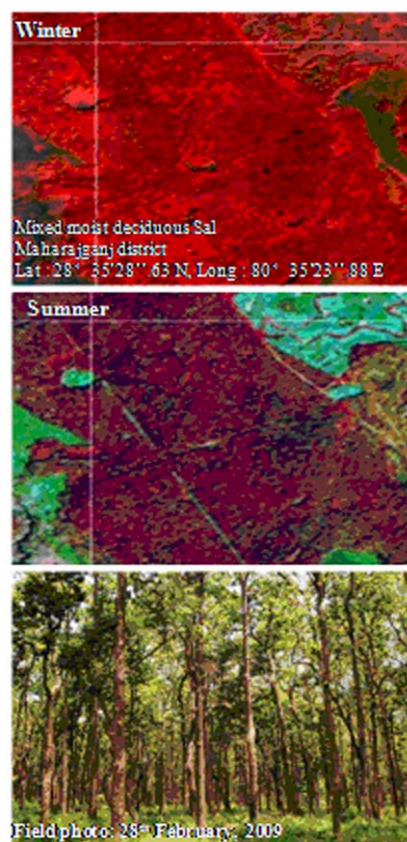 Winter
Mixed moist deciduous Sal
Maharajganj district
Lat : 28° 35'28''.63 N, Long : 80° 35'23''.88 E
Summer
Field photo: 28th February, 2009